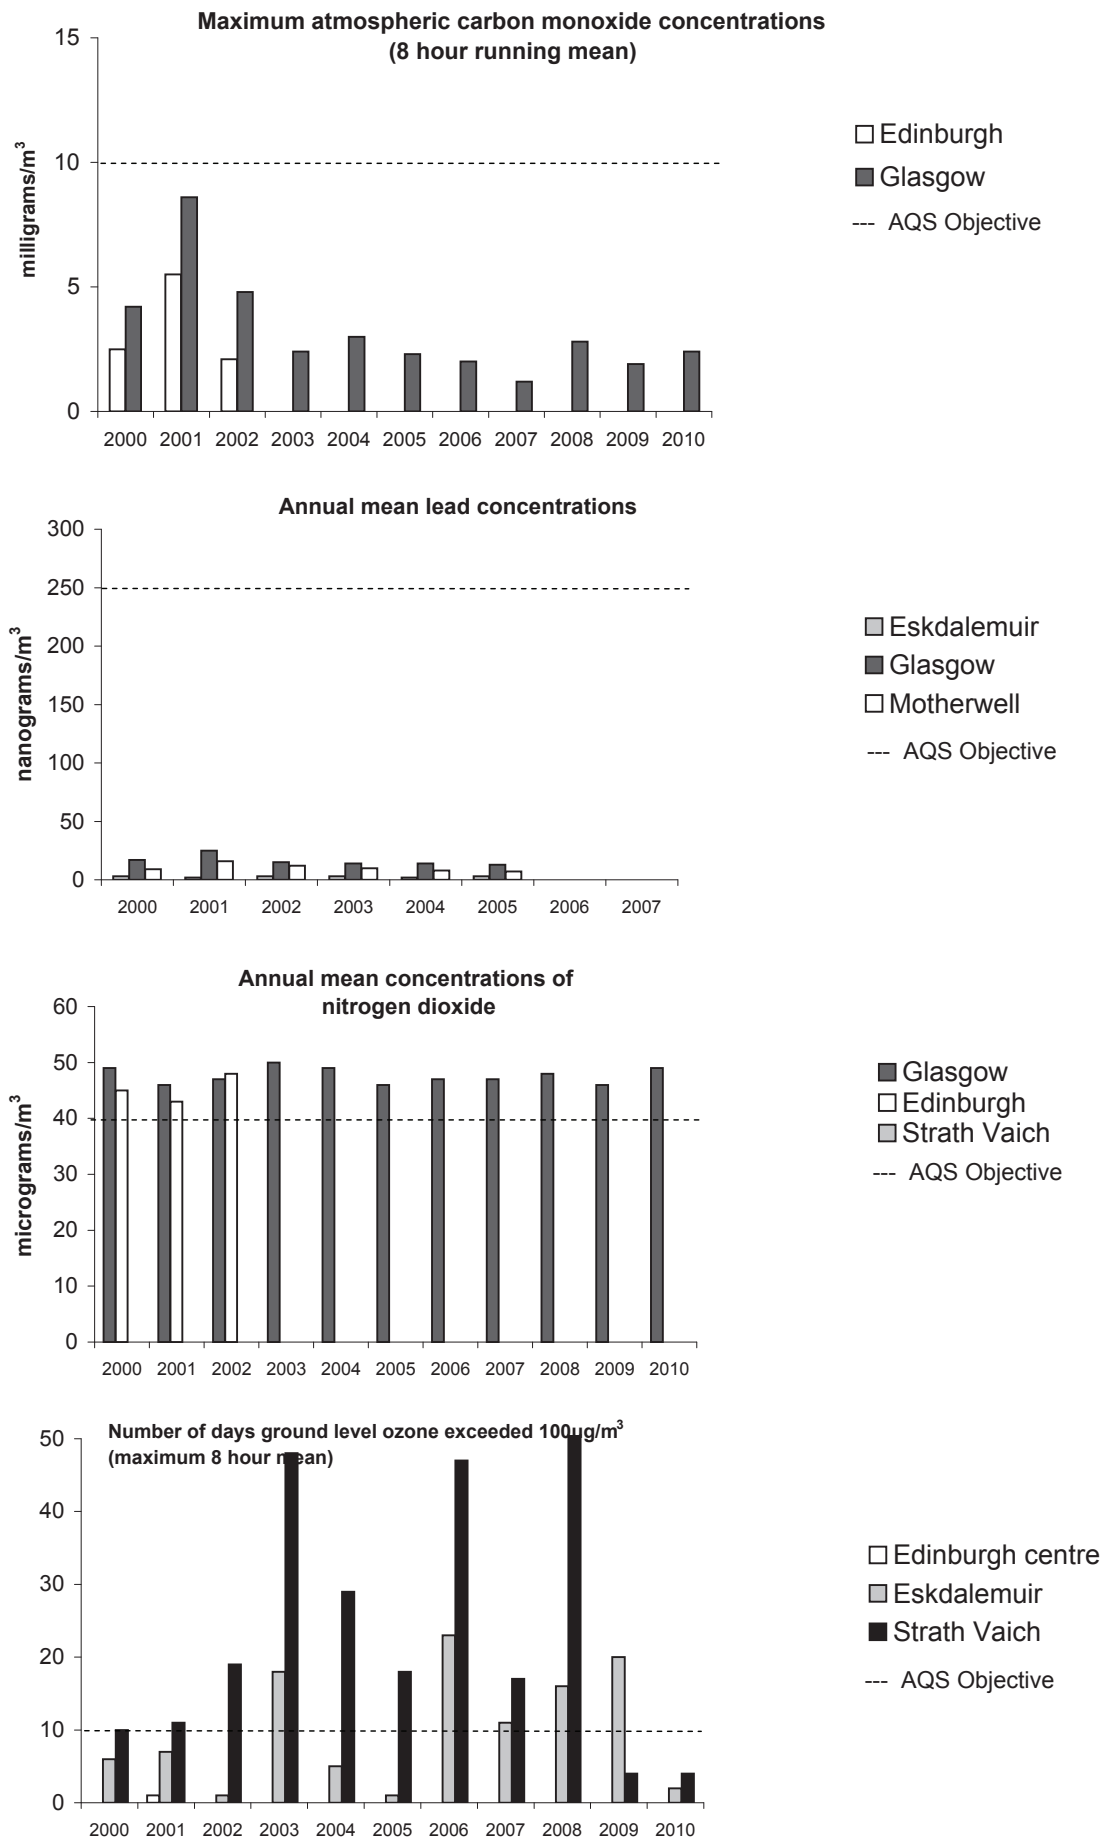 Maximum atmospheric carbon monoxide concentrations
(8 hour running mean)
15
10
5
0
milligrams/m³
2000 2001 2002 2003 2004 2005 2006 2007 2008 2009 2010
Edinburgh
Glasgow
--- AQS Objective
Annual mean lead concentrations
300
250
200
150
100
50
0
nanograms/m³
2000 2001 2002 2003 2004 2005 2006 2007
Eskdalemuir
Glasgow
Motherwell
--- AQS Objective
Annual mean concentrations of
nitrogen dioxide
60
50
40
30
20
10
0
micrograms/m³
2000 2001 2002 2003 2004 2005 2006 2007 2008 2009 2010
Glasgow
Edinburgh
Strath Vaich
--- AQS Objective
Number of days ground level ozone exceeded 100ug/m³
(maximum 8 hour mean)
50
40
30
20
10
0
2000 2001 2002 2003 2004 2005 2006 2007 2008 2009 2010
Edinburgh centre
Eskdalemuir
Strath Vaich
--- AQS Objective